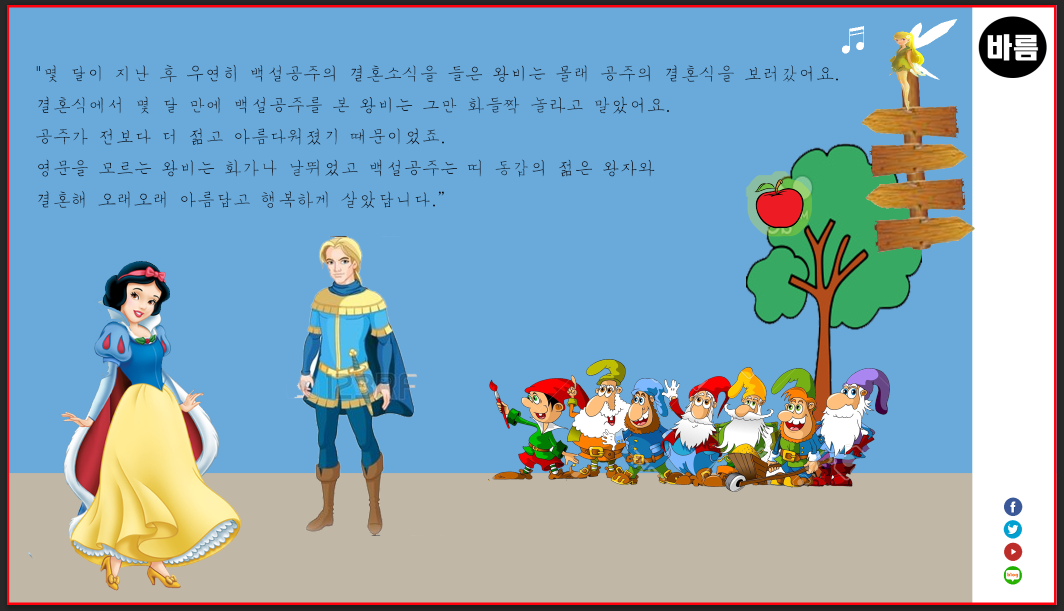 "몇 달이 지난 후 우연히 백설공주의 결혼소식을 들은 왕비는 몰래 공주의 결혼식을 보러갔어요.
결혼식에서 몇 달 만에 백설공주를 본 왕비는 그만 화들짝 놀라고 말았어요.
공주가 전보다 더 젊고 아름다워졌기 때문이었죠.
영문을 모르는 왕비는 화가나 날뛰었고 백설공주는 띠 동갑의 젊은 왕자와
결혼해 오래오래 아름답고 행복하게 살았답니다."
바름
blog